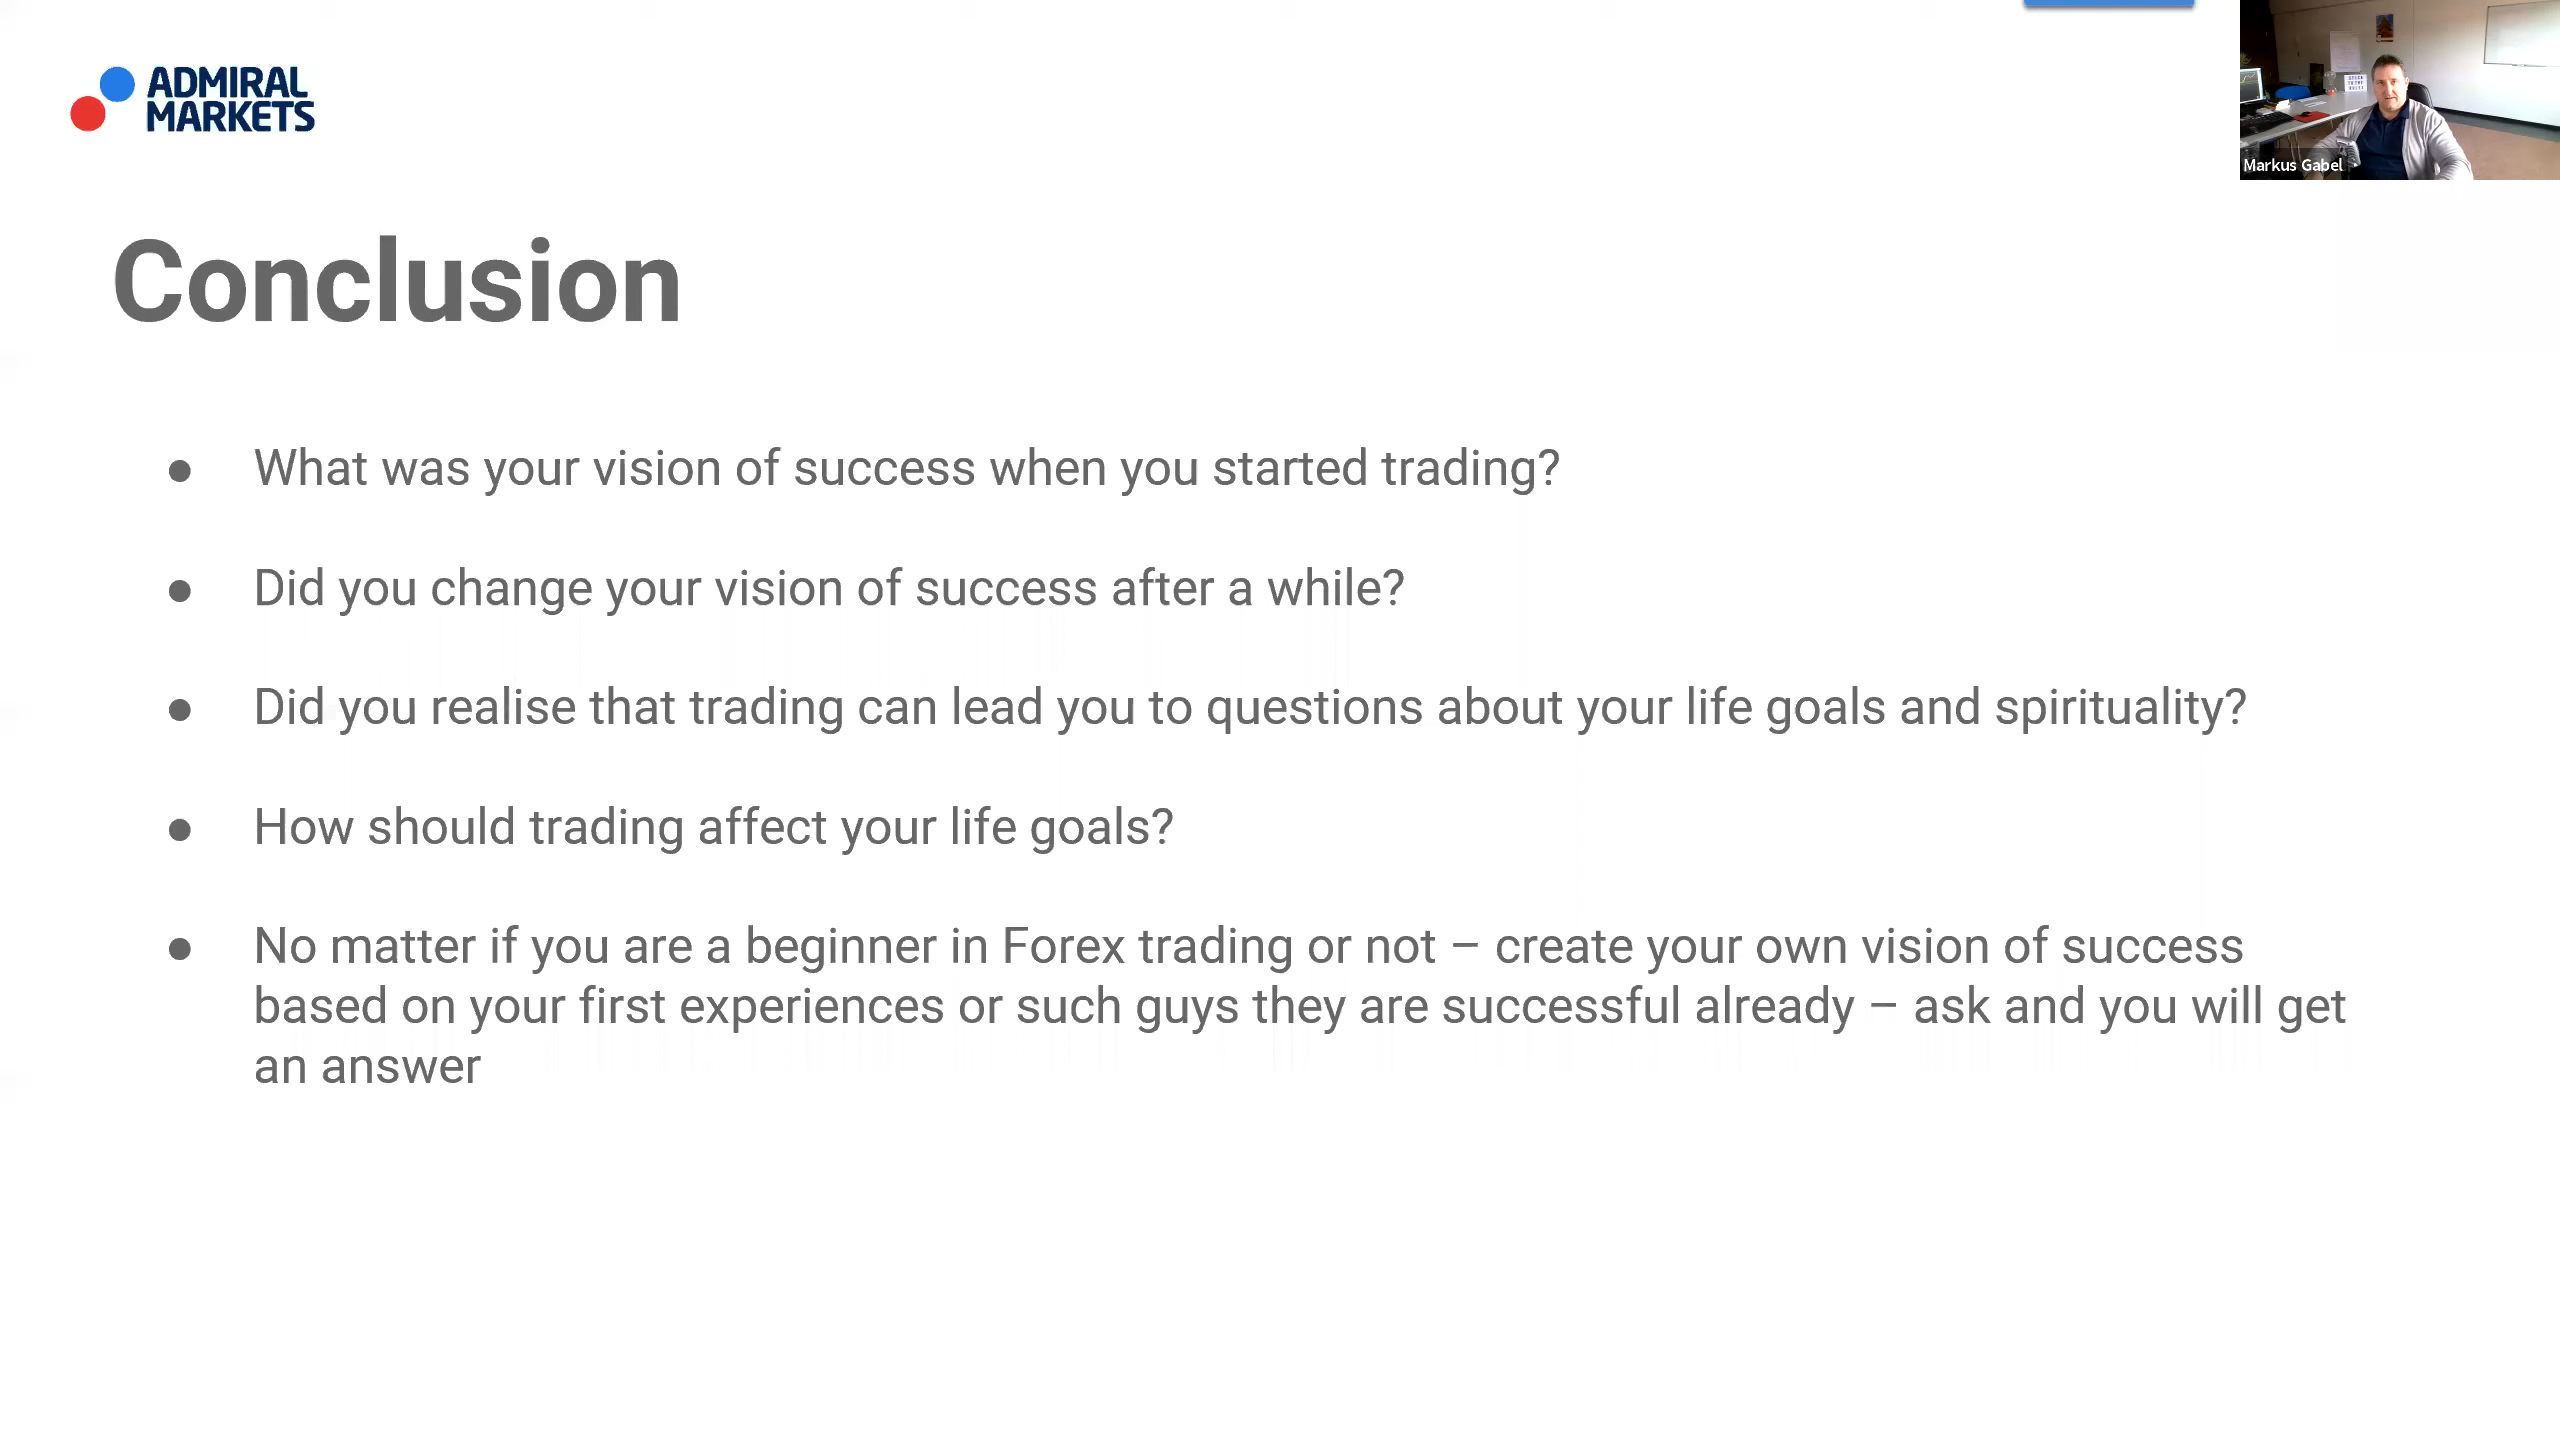 ADMIRAL
MARKETS
Markus Gabel
Conclusion
● What was your vision of success when you started trading?
● Did you change your vision of success after a while?
● Did you realise that trading can lead you to questions about your life goals and spirituality?
● How should trading affect your life goals?
● No matter if you are a beginner in Forex trading or not – create your own vision of success
based on your first experiences or such guys they are successful already – ask and you will get
an answer